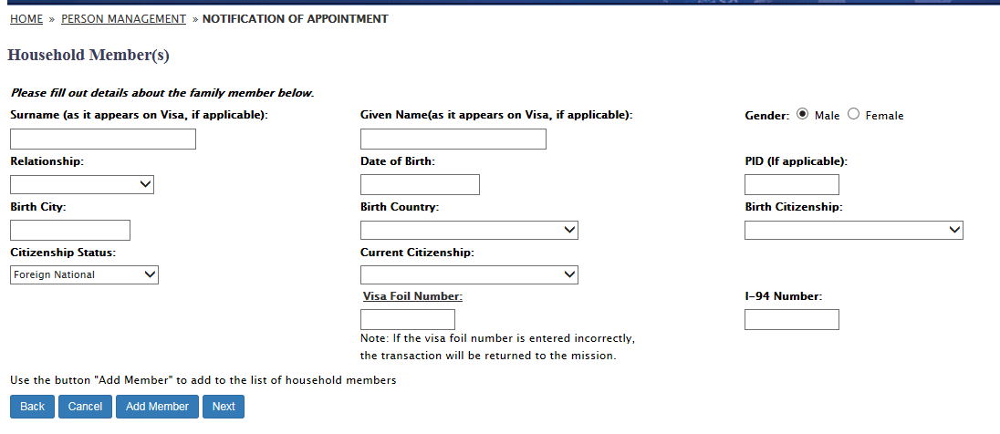 HOME » PERSON MANAGEMENT » NOTIFICATION OF APPOINTMENT
Household Member(s)
Please fill out details about the family member below.
Surname (as it appears on Visa, if applicable): Given Name(as it appears on Visa, if applicable): Gender: Male Female
Relationship: Date of Birth: PID (If applicable):
Birth City: Birth Country: Birth Citizenship:
Citizenship Status: Current Citizenship:
Foreign National
Visa Foil Number: I-94 Number:
Note: If the visa foil number is entered incorrectly,
the transaction will be returned to the mission.
Use the button "Add Member" to add to the list of household members
Back Cancel Add Member Next